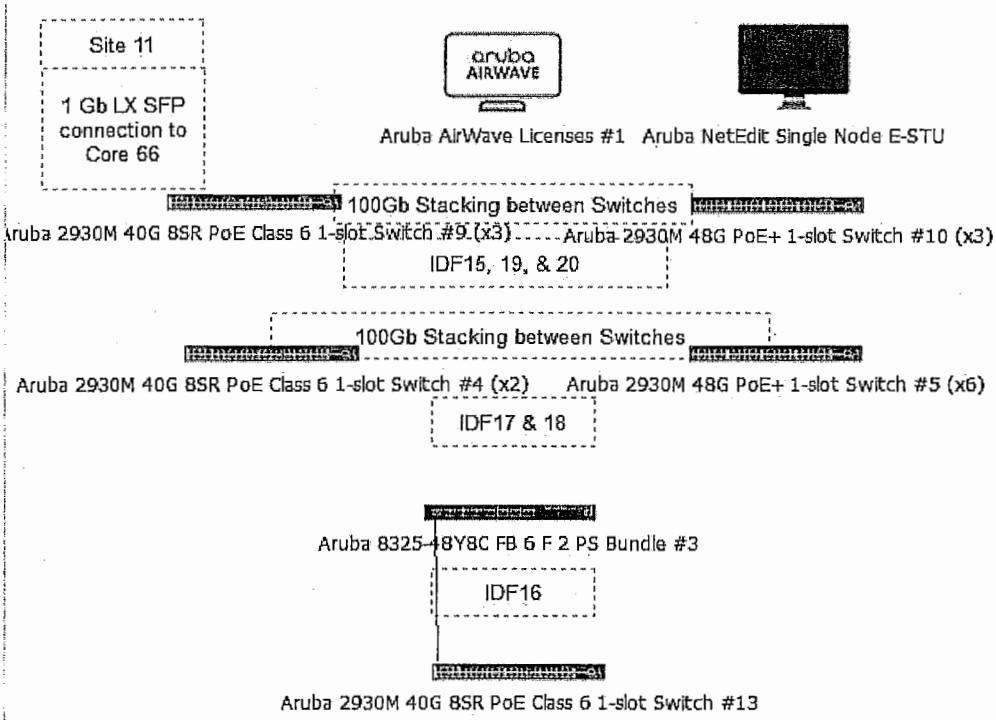 Site 11
1 Gb LX SFP
connection to
Core 66
aruba
AIRWAVE
Aruba AirWave Licenses #1
Aruba NetEdit Single Node E-STU
100Gb Stacking between Switches
Aruba 2930M 40G 8SR PoE Class 6 1-slot Switch #9 (x3)
Aruba 2930M 48G PoE+ 1-slot Switch #10 (x3)
IDF15, 19, & 20
100Gb Stacking between Switches
Aruba 2930M 40G 8SR PoE Class 6 1-slot Switch #4 (x2)
Aruba 2930M 48G PoE+ 1-slot Switch #5 (x6)
IDF17 & 18
Aruba 8325-48Y8C FB 6 F 2 PS Bundle #3
IDF16
Aruba 2930M 40G 8SR PoE Class 6 1-slot Switch #13